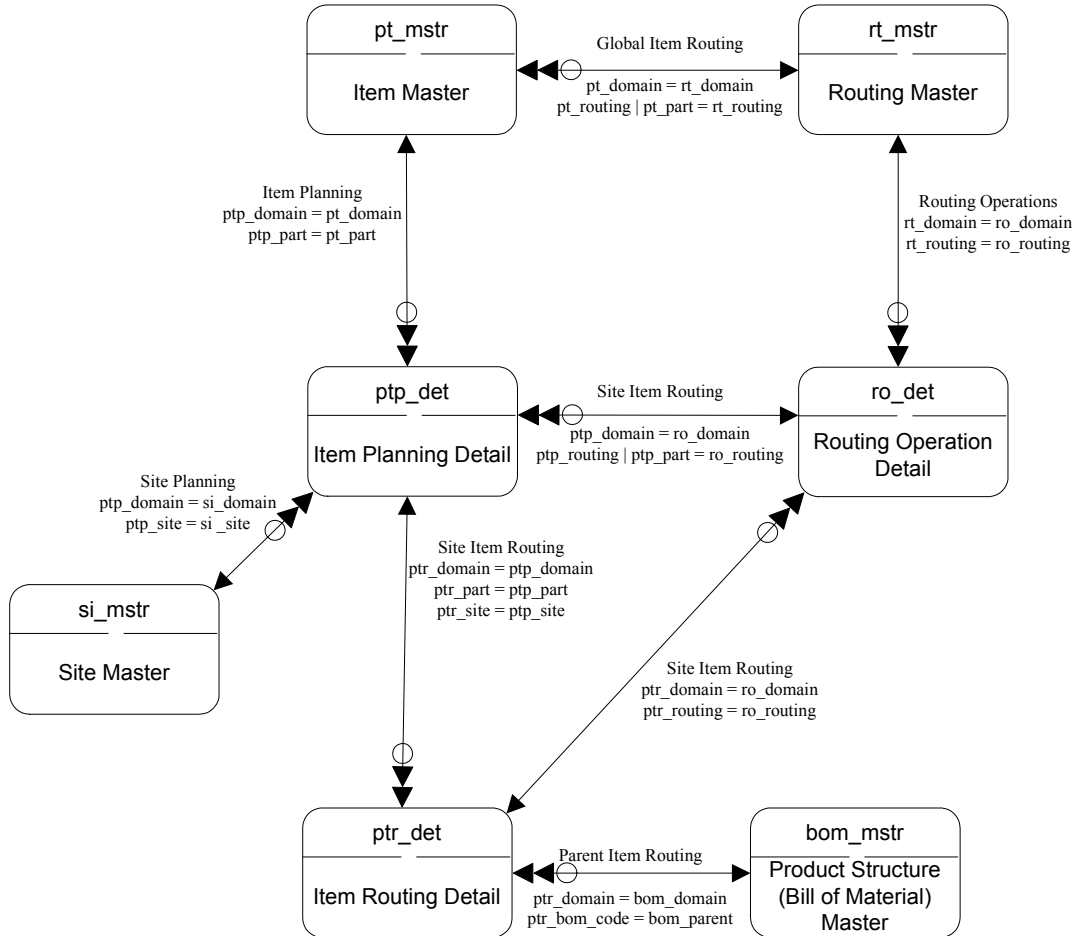 pt_mstr
Item Master
Global Item Routing
pt_domain = rt_domain
pt_routing | pt_part = rt_routing
rt_mstr
Routing Master
Item Planning
ptp_domain = pt_domain
ptp_part = pt_part
Routing Operations
rt_domain = ro_domain
rt_routing = ro_routing
ptp_det
Item Planning Detail
Site Item Routing
ptp_domain = ro_domain
ptp_routing | ptp_part = ro_routing
ro_det
Routing Operation
Detail
Site Planning
ptp_domain = si_domain
ptp_site = si _site
si_mstr
Site Master
Site Item Routing
ptr_domain = ptp_domain
ptr_part = ptp_part
ptr_site = ptp_site
Site Item Routing
ptr_domain = ro_domain
ptr_routing = ro_routing
ptr_det
Item Routing Detail
Parent Item Routing
ptr_domain = bom_domain
ptr_bom_code = bom_parent
bom_mstr
Product Structure
(Bill of Material)
Master